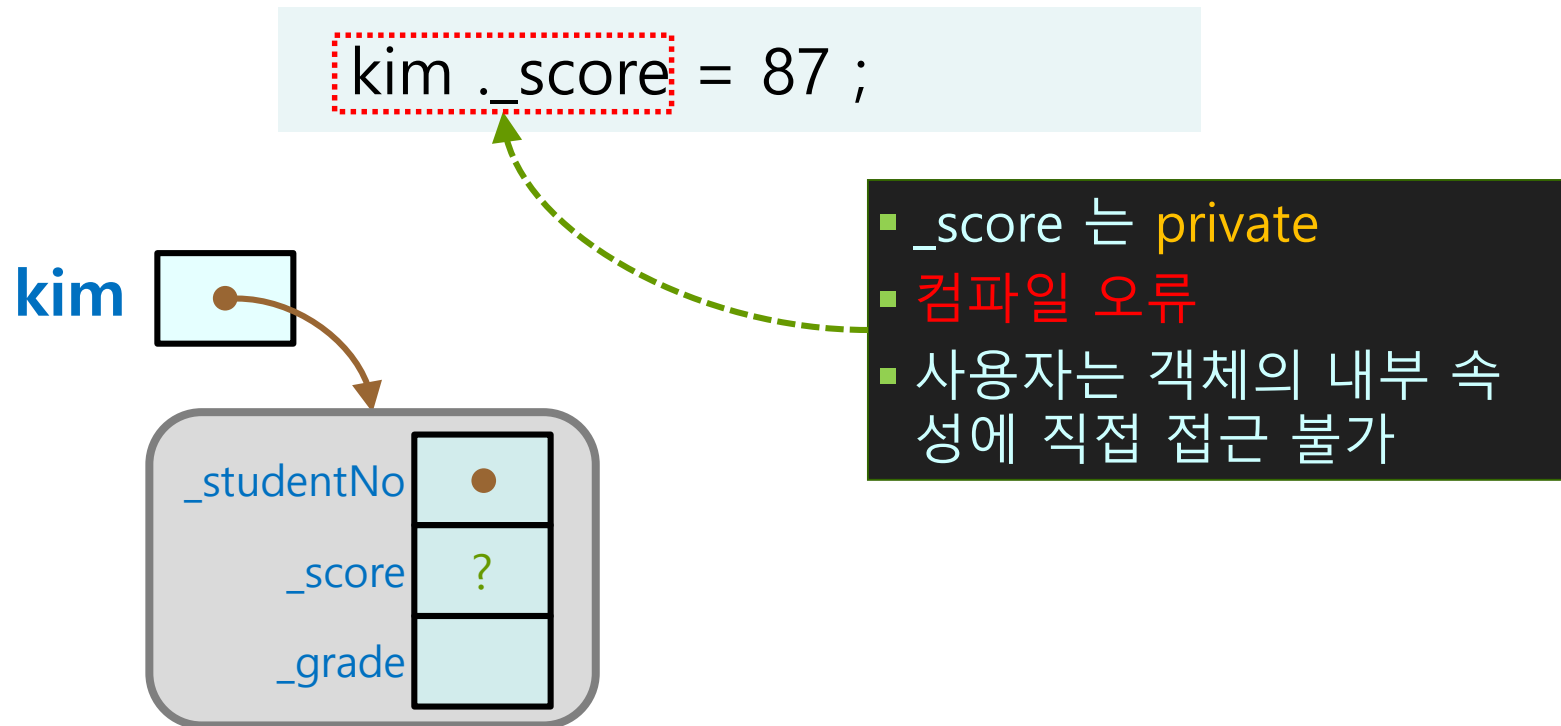 kim ._score = 87 ;
▪ _score 는 private
▪ 컴파일 오류
▪ 사용자는 객체의 내부 속
성에 직접 접근 불가
kim
_studentNo
_score ?
_grade